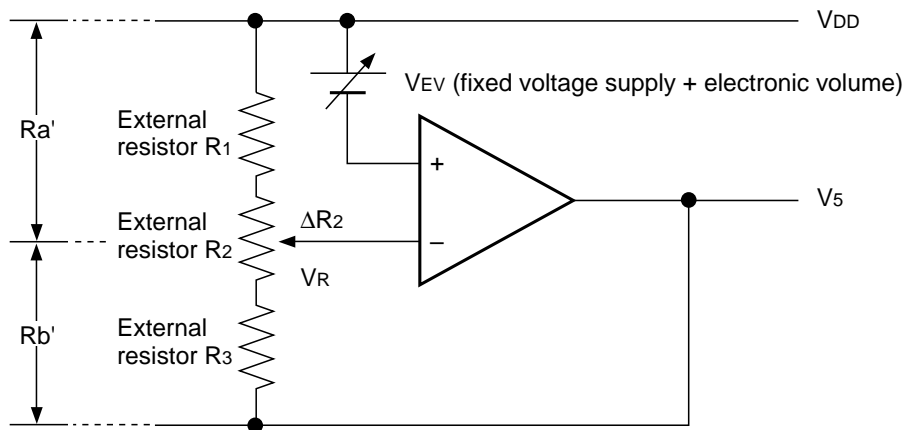 VDD
VEV (fixed voltage supply + electronic volume)
External
resistor R1
Ra'
+
V5
External
resistor R2
ΔR2
−
VR
Rb'
External
resistor R3